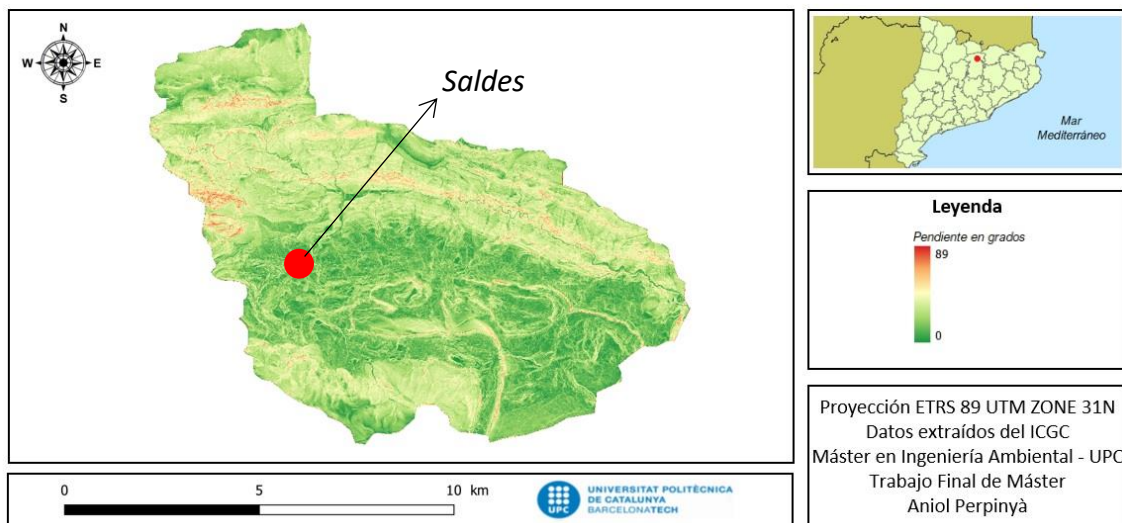 N
W E
S
Saldes
Mar
Mediterráneo
Leyenda
Pendiente en grados
89
0
0 5 10 km
UPC
UNIVERSITAT POLITÈCNICA
DE CATALUNYA
BARCELONATECH
Proyección ETRS 89 UTM ZONE 31N
Datos extraídos del ICGC
Máster en Ingeniería Ambiental - UPC
Trabajo Final de Máster
Aniol Perpinyà